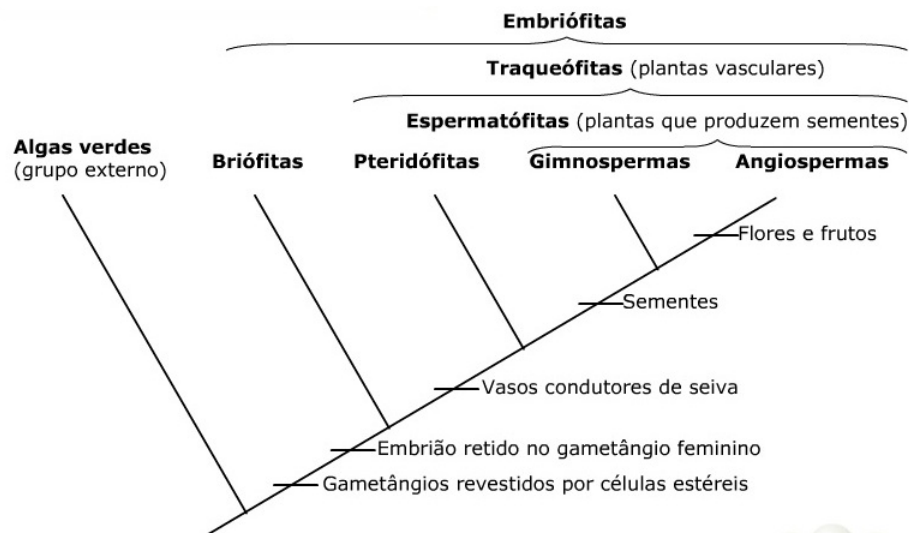 Embriófitas
Traqueófitas (plantas vasculares)
Espermatófitas (plantas que produzem sementes)
Algas verdes
(grupo externo)
Briófitas
Pteridófitas
Gimnospermas
Angiospermas
Flores e frutos
Sementes
Vasos condutores de seiva
Embrião retido no gametângio feminino
Gametângios revestidos por células estéreis